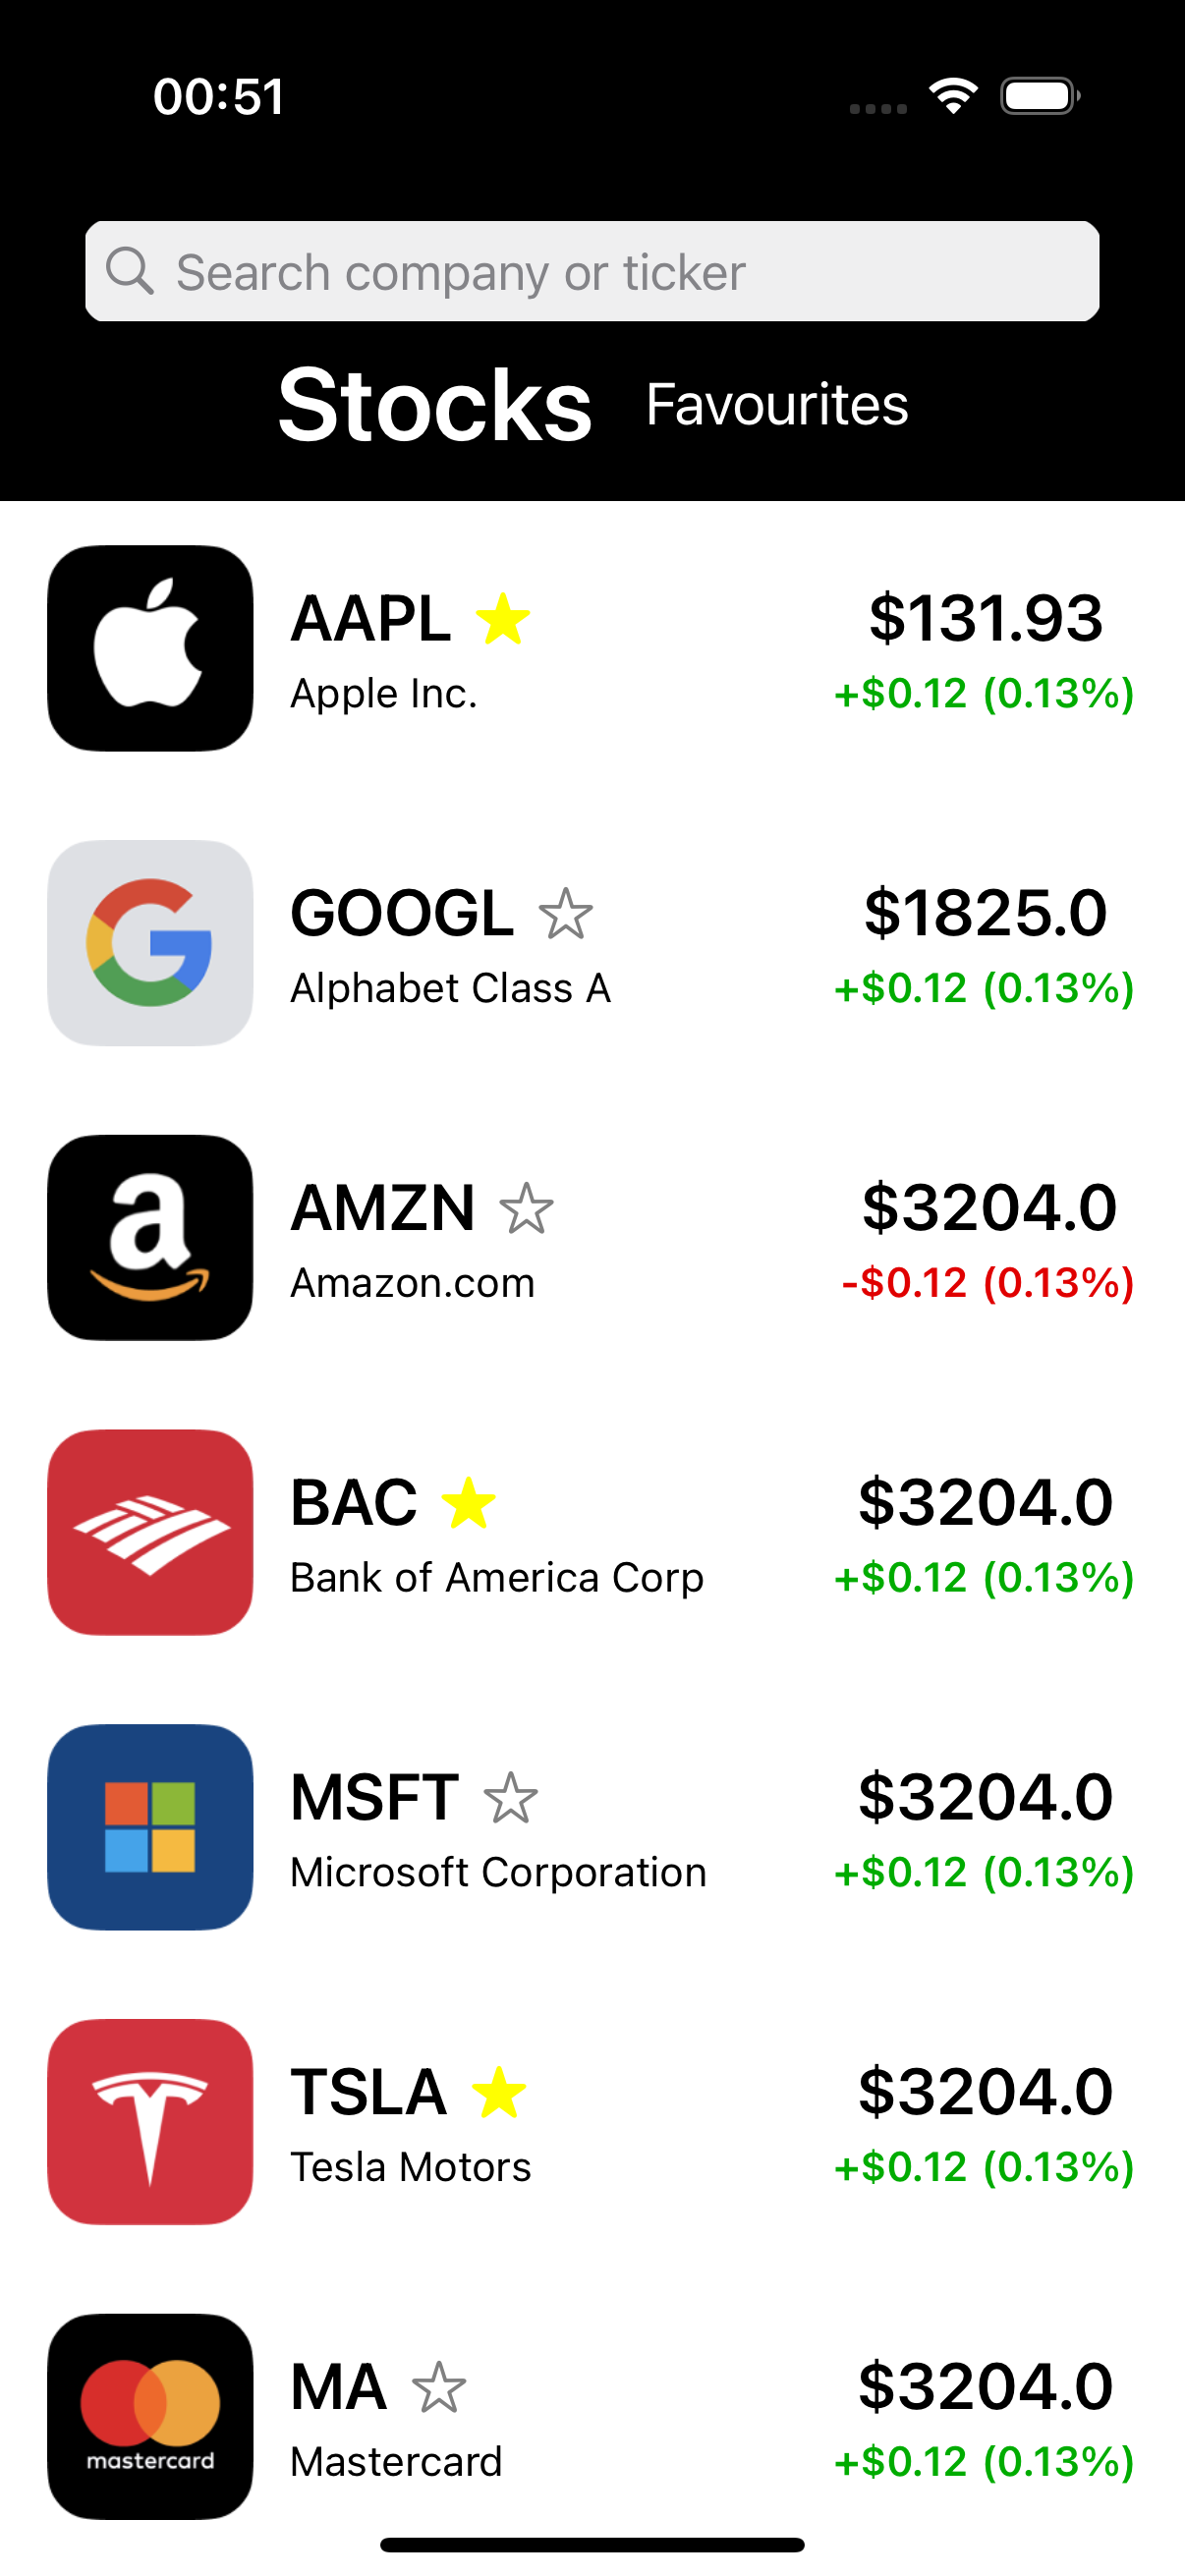 00:51
Search company or ticker
Stocks Favourites
AAPL $131.93
Apple Inc. +$0.12 (0.13%)
GOOGL $1825.0
Alphabet Class A +$0.12 (0.13%)
AMZN $3204.0
Amazon.com -$0.12 (0.13%)
BAC $3204.0
Bank of America Corp +$0.12 (0.13%)
MSFT $3204.0
Microsoft Corporation +$0.12 (0.13%)
TSLA $3204.0
Tesla Motors +$0.12 (0.13%)
MA $3204.0
mastercard Mastercard +$0.12 (0.13%)